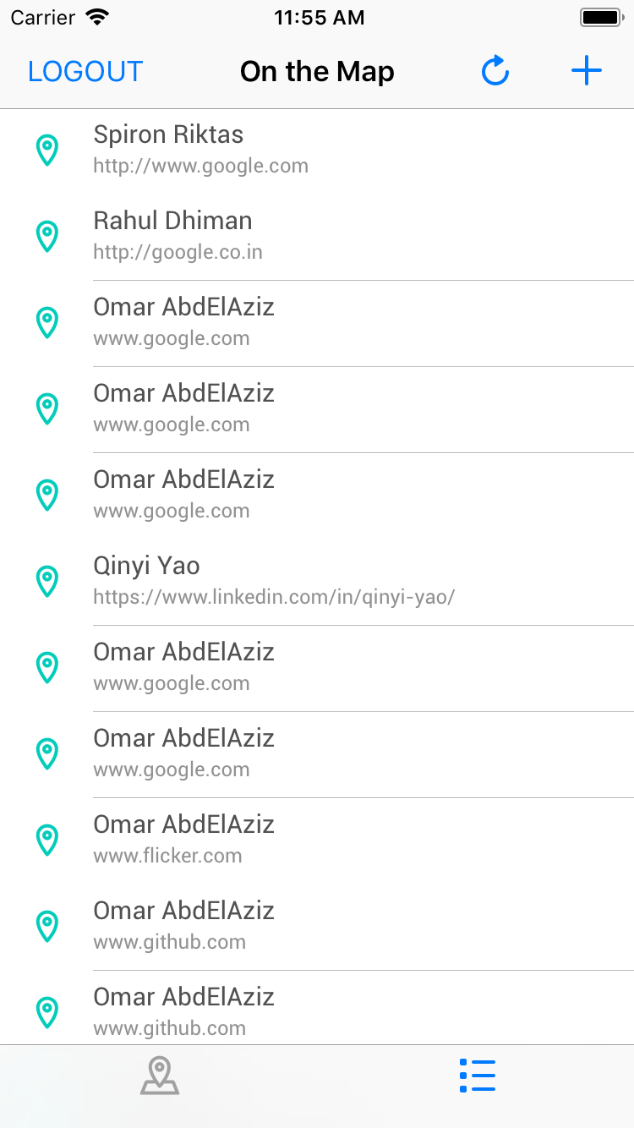 Carrier 11:55 AM
LOGOUT On the Map
Spiron Riktas
http://www.google.com
Rahul Dhiman
http://google.co.in
Omar AbdElAziz
www.google.com
Omar AbdElAziz
www.google.com
Omar AbdElAziz
www.google.com
Qinyi Yao
https://www.linkedin.com/in/qinyi-yao/
Omar AbdElAziz
www.google.com
Omar AbdElAziz
www.google.com
Omar AbdElAziz
www.flicker.com
Omar AbdElAziz
www.github.com
Omar AbdElAziz
www.github.com